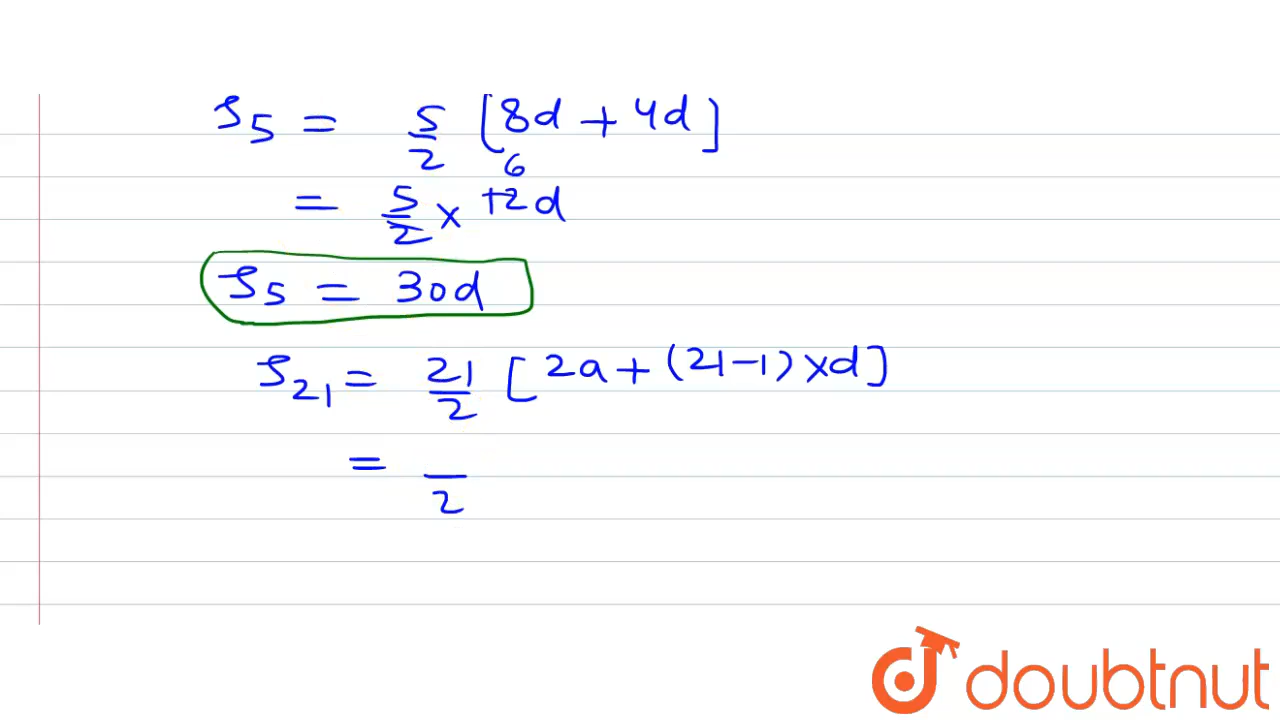 S5 = 5/2 [8d + 4d]
6
= 5/2 × 12d
S5 = 30d
S21 = 21/2 [2a + (21-1) × d]
= /2
doubtnut